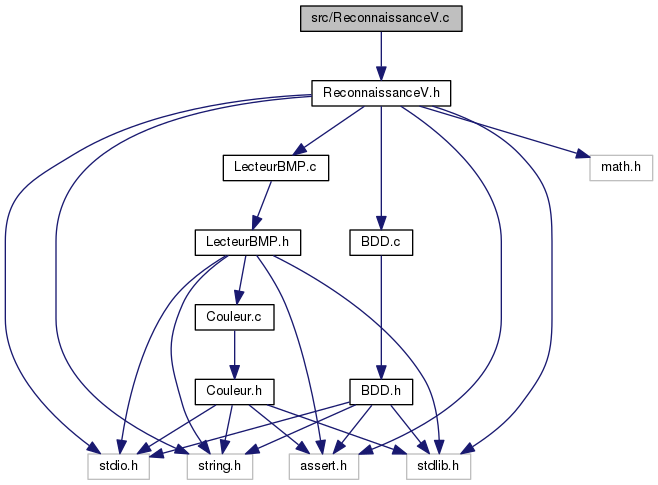 src/ReconnaissanceV.c
ReconnaissanceV.h
LecteurBMP.c
math.h
LecteurBMP.h
BDD.c
Couleur.c
Couleur.h
BDD.h
stdio.h
string.h
assert.h
stdlib.h